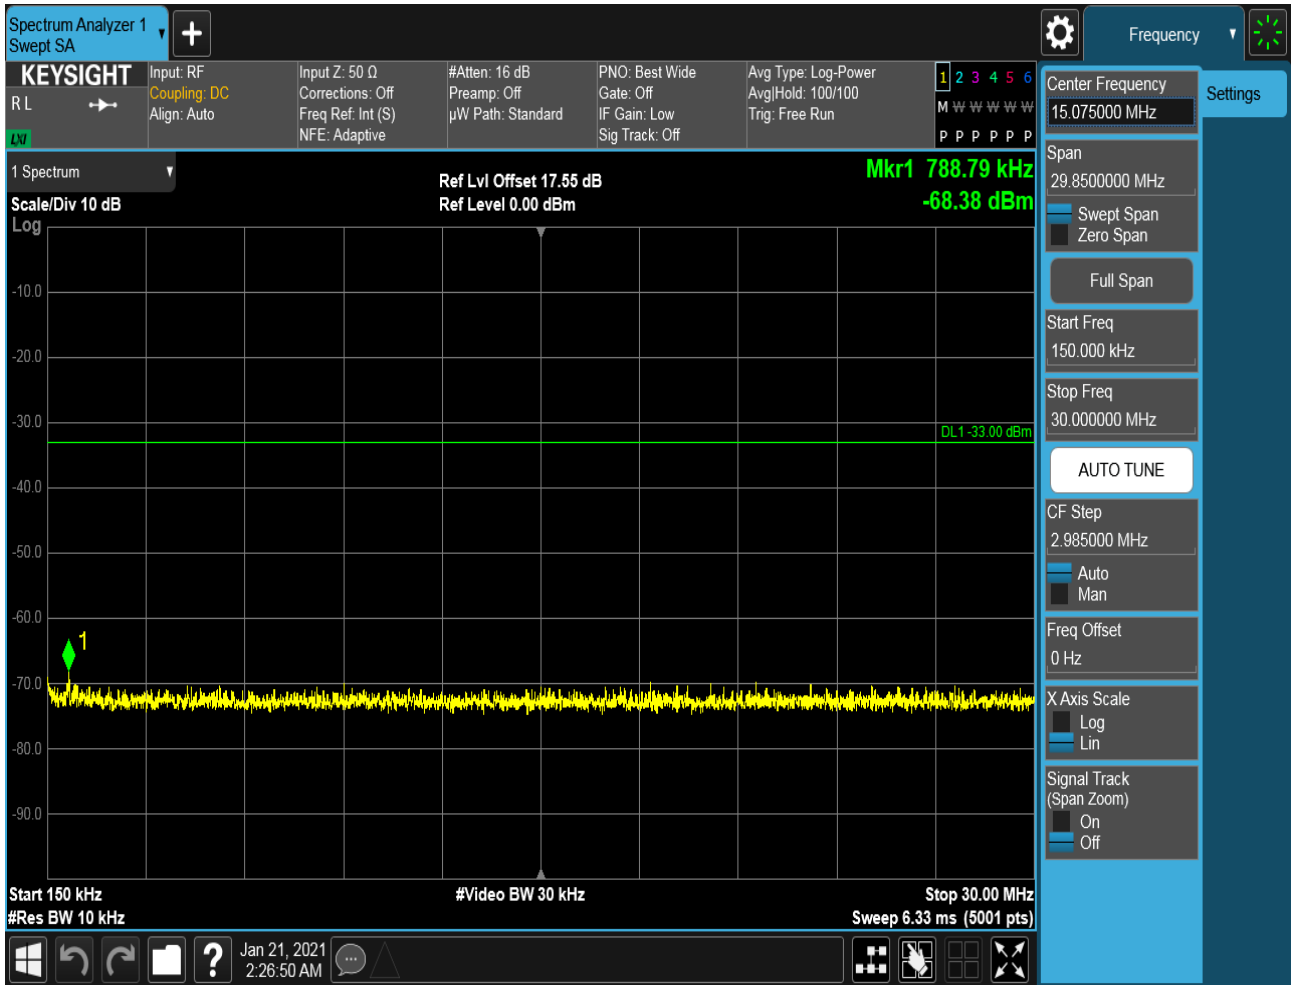 Spectrum Analyzer 1
Swept SA
Frequency
KEYSIGHT
R L
LXI
Input: RF
Coupling: DC
Align: Auto
Input Z: 50 Ω
Corrections: Off
Freq Ref: Int (S)
NFE: Adaptive
#Atten: 16 dB
Preamp: Off
µW Path: Standard
PNO: Best Wide
Gate: Off
IF Gain: Low
Sig Track: Off
Avg Type: Log-Power
Avg|Hold: 100/100
Trig: Free Run
1 2 3 4 5 6
M W W W W W
P P P P P P
1 Spectrum
Scale/Div 10 dB
Log
Ref Lvl Offset 17.55 dB
Ref Level 0.00 dBm
Mkr1 788.79 kHz
-68.38 dBm
-10.0
-20.0
-30.0
DL1 -33.00 dBm
-40.0
-50.0
-60.0
1
-70.0
-80.0
-90.0
Start 150 kHz
#Video BW 30 kHz
Stop 30.00 MHz
#Res BW 10 kHz
Sweep 6.33 ms (5001 pts)
Jan 21, 2021
2:26:50 AM
?
Center Frequency
15.075000 MHz
Settings
Span
29.8500000 MHz
Swept Span
Zero Span
Full Span
Start Freq
150.000 kHz
Stop Freq
30.000000 MHz
AUTO TUNE
CF Step
2.985000 MHz
Auto
Man
Freq Offset
0 Hz
X Axis Scale
Log
Lin
Signal Track
(Span Zoom)
On
Off